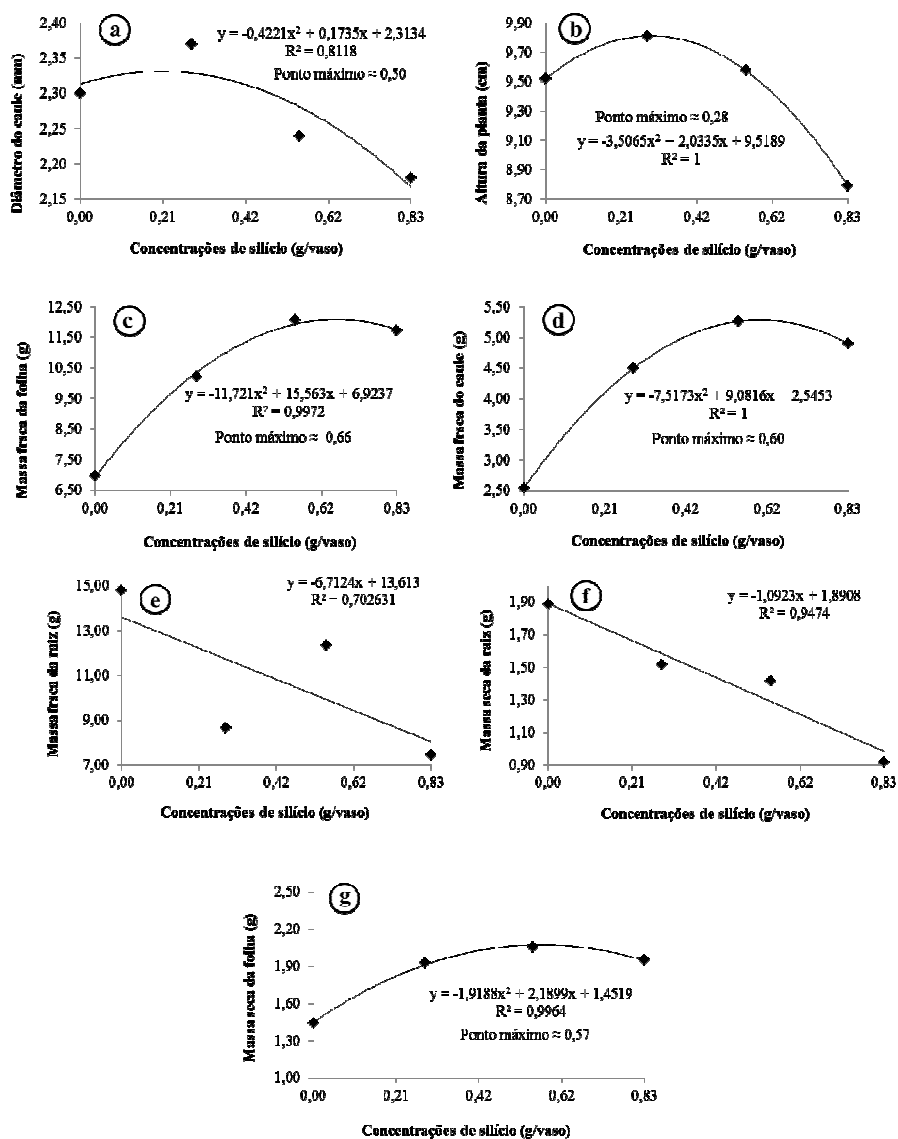 a
y = -0,4221x² + 0,1735x + 2,3134
R² = 0,8118
Ponto máximo ≈ 0,50
Diâmetro do caule (mm)
2,40
2,35
2,30
2,25
2,20
2,15
0,00 0,21 0,42 0,62 0,83
Concentrações de silício (g/vaso)
b
Ponto máximo ≈ 0,28
y = -3,5065x² − 2,0335x + 9,5189
R² = 1
Altura da planta (cm)
9,90
9,70
9,50
9,30
9,10
8,90
8,70
0,00 0,21 0,42 0,62 0,83
Concentrações de silício (g/vaso)
c
y = -11,721x² + 15,563x + 6,9237
R² = 0,9972
Ponto máximo ≈ 0,66
Massa frsca da folha (g)
12,50
11,50
10,50
9,50
8,50
7,50
6,50
0,00 0,21 0,42 0,62 0,83
Concentrações de silício (g/vaso)
d
y = -7,5173x² + 9,0816x 2,5453
R² = 1
Ponto máximo ≈ 0,60
Massa frsca do caule (g)
5,50
5,00
4,50
4,00
3,50
3,00
2,50
0,00 0,21 0,42 0,62 0,83
Concentrações de silício (g/vaso)
e
y = -6,7124x + 13,613
R² = 0,702631
Massa frsca da raiz (g)
15,00
13,00
11,00
9,00
7,00
0,00 0,21 0,42 0,62 0,83
Concentrações de silício (g/vaso)
f
y = -1,0923x + 1,8908
R² = 0,9474
Massa seca da raiz (g)
1,90
1,70
1,50
1,30
1,10
0,90
0,00 0,21 0,42 0,62 0,83
Concentrações de silício (g/vaso)
g
y = -1,9188x² + 2,1899x + 1,4519
R² = 0,9964
Ponto máximo ≈ 0,57
Massa seca da folha (g)
2,50
2,20
1,90
1,60
1,30
1,00
0,00 0,21 0,42 0,62 0,83
Concentrações de silício (g/vaso)